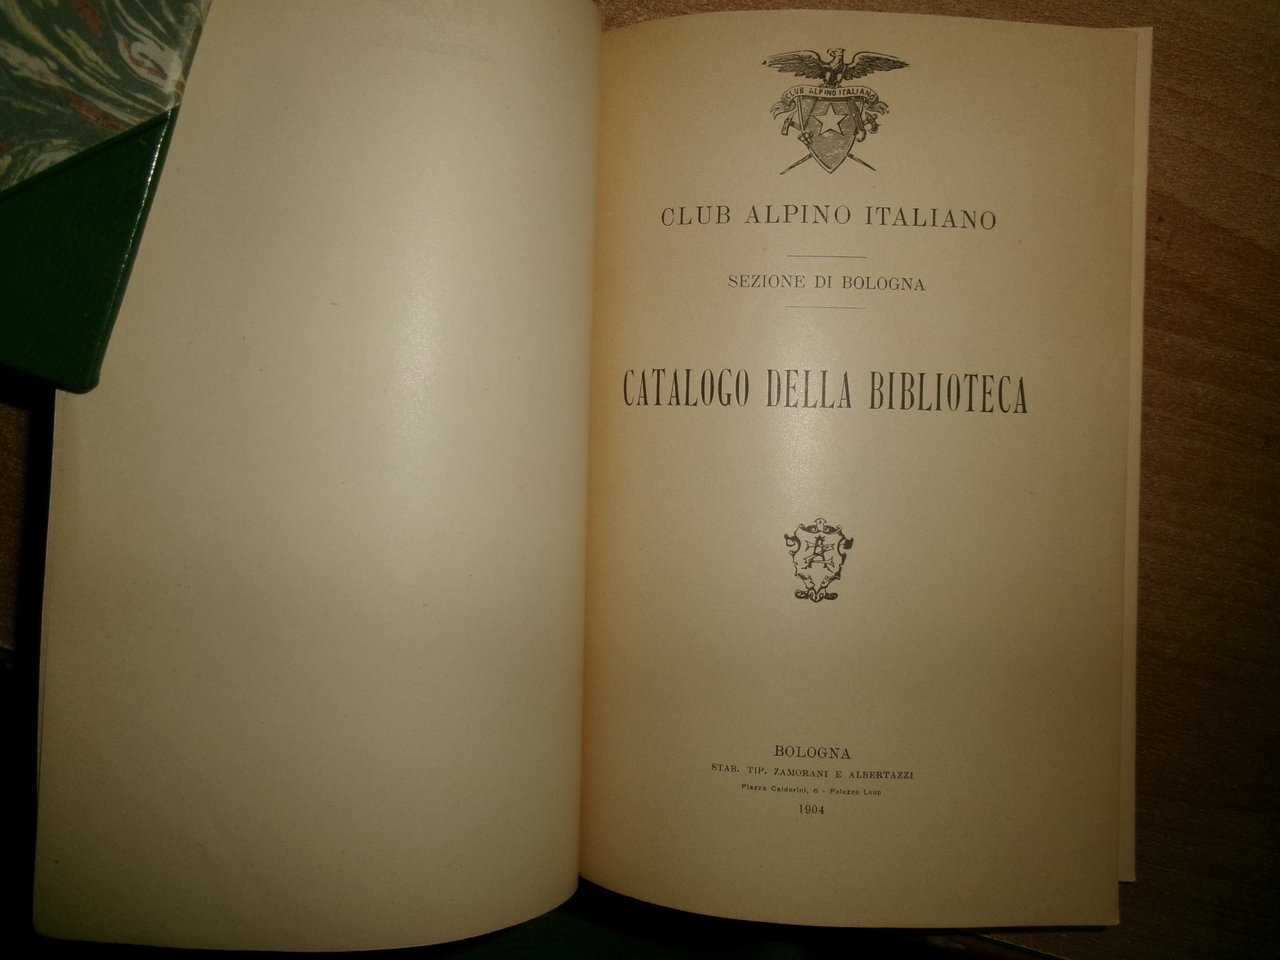 CLUB ALPINO ITALIANO
CLUB ALPINO ITALIANO
SEZIONE DI BOLOGNA
CATALOGO DELLA BIBLIOTECA
BOLOGNA
STAB. TIP. ZAMORANI E ALBERTAZZI
Piazza Calderini, 6 - Palazzo Loup
1904